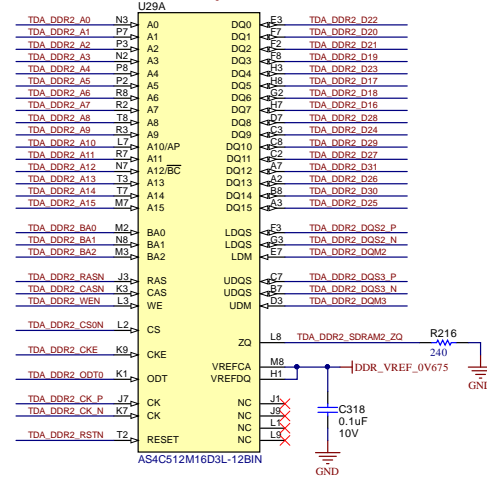 U29A
TDA_DDR2_A0 N3 A0 DQ0 E3 TDA_DDR2_D22
TDA_DDR2_A1 P7 A1 DQ1 F7 TDA_DDR2_D20
TDA_DDR2_A2 P3 A2 DQ2 F2 TDA_DDR2_D21
TDA_DDR2_A3 N2 A3 DQ3 F8 TDA_DDR2_D19
TDA_DDR2_A4 P8 A4 DQ4 H3 TDA_DDR2_D23
TDA_DDR2_A5 P2 A5 DQ5 H8 TDA_DDR2_D17
TDA_DDR2_A6 R8 A6 DQ6 G2 TDA_DDR2_D18
TDA_DDR2_A7 R2 A7 DQ7 H7 TDA_DDR2_D16
TDA_DDR2_A8 T8 A8 DQ8 D7 TDA_DDR2_D28
TDA_DDR2_A9 R3 A9 DQ9 C3 TDA_DDR2_D24
TDA_DDR2_A10 L7 A10/AP DQ10 C8 TDA_DDR2_D29
TDA_DDR2_A11 R7 A11 DQ11 C2 TDA_DDR2_D27
TDA_DDR2_A12 N7 A12/BC DQ12 A7 TDA_DDR2_D31
TDA_DDR2_A13 T3 A13 DQ13 A2 TDA_DDR2_D26
TDA_DDR2_A14 T7 A14 DQ14 B8 TDA_DDR2_D30
TDA_DDR2_A15 M7 A15 DQ15 A3 TDA_DDR2_D25
TDA_DDR2_BA0 M2 BA0 LDQS F3 TDA_DDR2_DQS2_P
TDA_DDR2_BA1 N8 BA1 LDQS G3 TDA_DDR2_DQS2_N
TDA_DDR2_BA2 M3 BA2 LDM E7 TDA_DDR2_DQM2
TDA_DDR2_RASN J3 RAS UDQS C7 TDA_DDR2_DQS3_P
TDA_DDR2_CASN K3 CAS UDQS B7 TDA_DDR2_DQS3_N
TDA_DDR2_WEN L3 WE UDM D3 TDA_DDR2_DQM3
TDA_DDR2_CS0N L2 CS
ZQ L8 TDA_DDR2_SDRAM2_ZQ R216
240
TDA_DDR2_CKE K9 CKE
VREFCA M8 DDR_VREF_0V675
TDA_DDR2_ODT0 K1 ODT VREFDQ H1
GND
TDA_DDR2_CK_P J7 CK NC J1
TDA_DDR2_CK_N K7 CK NC J9
NC L1
TDA_DDR2_RSTN T2 RESET NC L9
C318
0.1uF
10V
AS4C512M16D3L-12BIN
GND